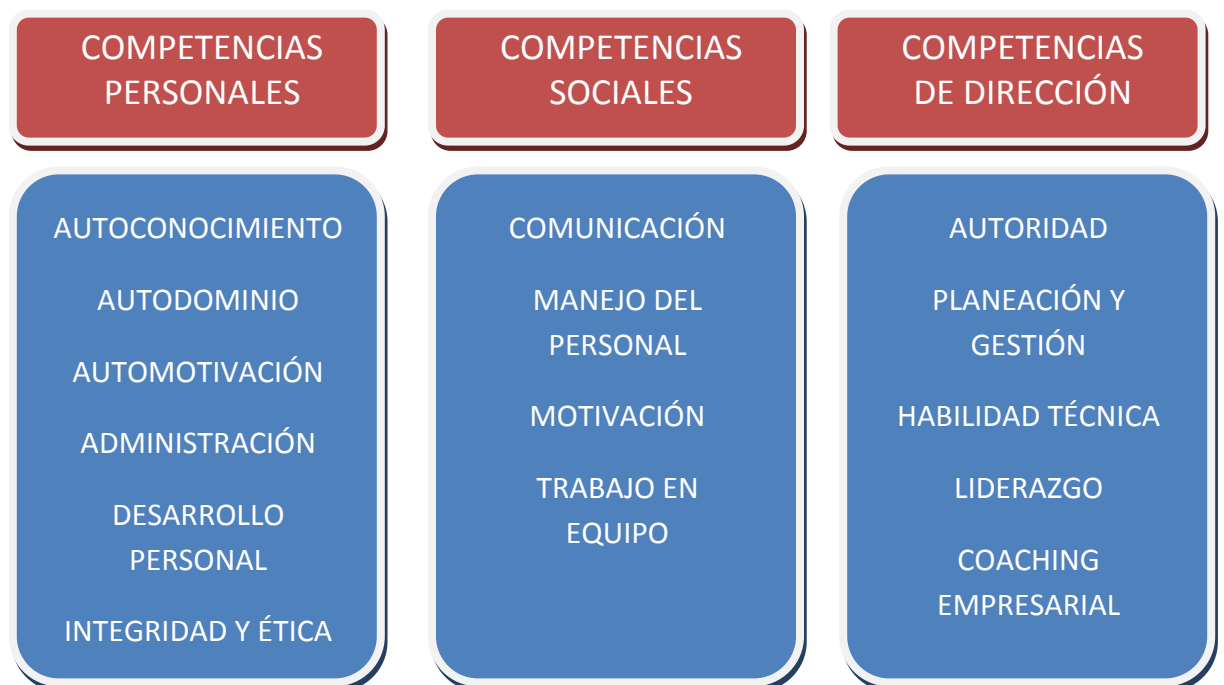 COMPETENCIAS
PERSONALES
AUTOCONOCIMIENTO
AUTODOMINIO
AUTOMOTIVACIÓN
ADMINISTRACIÓN
DESARROLLO
PERSONAL
INTEGRIDAD Y ÉTICA
COMPETENCIAS
SOCIALES
COMUNICACIÓN
MANEJO DEL
PERSONAL
MOTIVACIÓN
TRABAJO EN
EQUIPO
COMPETENCIAS
DE DIRECCIÓN
AUTORIDAD
PLANEACIÓN Y
GESTIÓN
HABILIDAD TÉCNICA
LIDERAZGO
COACHING
EMPRESARIAL